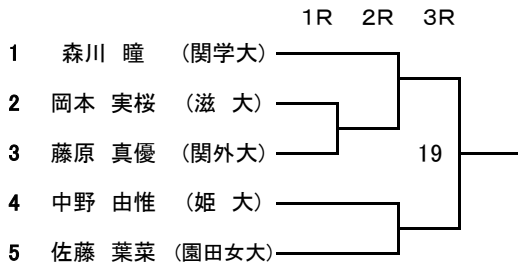 1R 2R 3R
1 森川 瞳 (関学大)
2 岡本 実桜 (滋 大)
3 藤原 真優 (関外大)
19
4 中野 由惟 (姫 大)
5 佐藤 葉菜 (園田女大)